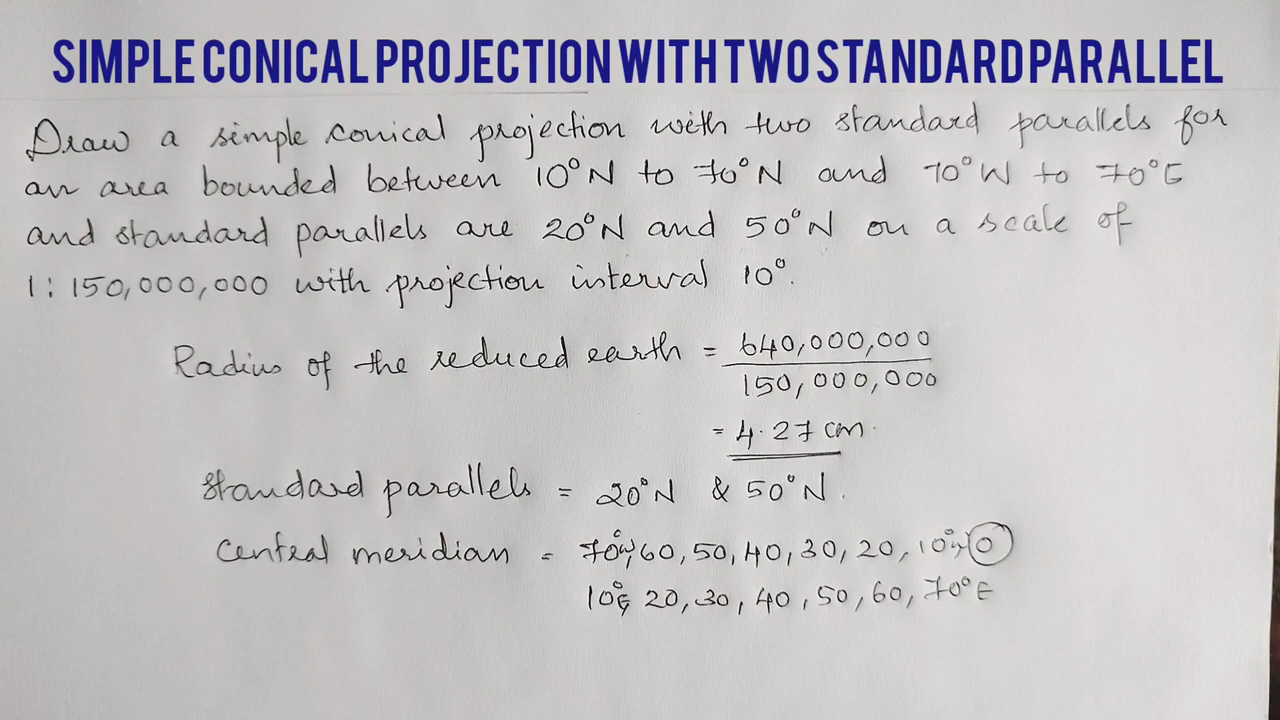 SIMPLE CONICAL PROJECTION WITH TWO STANDARD PARALLEL
Draw a simple conical projection with two standard parallels for
an area bounded between 10°N to 70°N and 70°W to 70°E
and standard parallels are 20°N and 50°N on a scale of
1:150,000,000 with projection interval 10°.
Radius of the reduced earth = 640,000,000
150,000,000
= 4.27 cm.
Standard parallels = 20°N & 50°N.
Central meridian = 70°W, 60, 50, 40, 30, 20, 10°W, 0
10°E, 20, 30, 40, 50, 60, 70°E